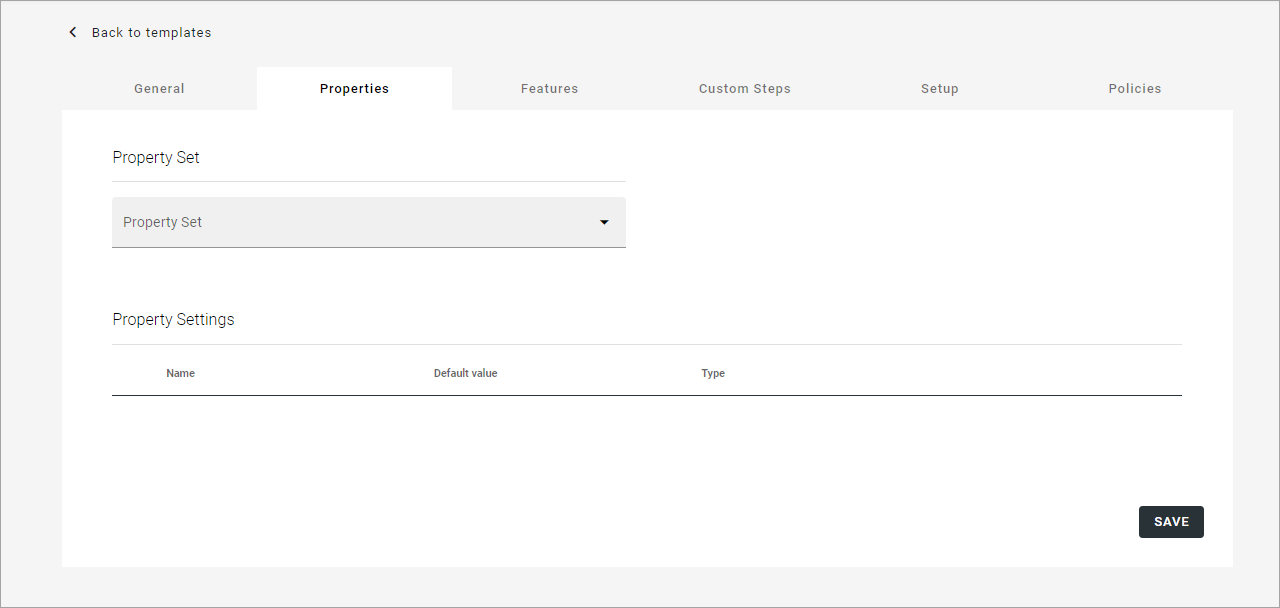 Back to templates
General Properties Features Custom Steps Setup Policies
Property Set
Property Set
Property Settings
Name Default value Type
SAVE